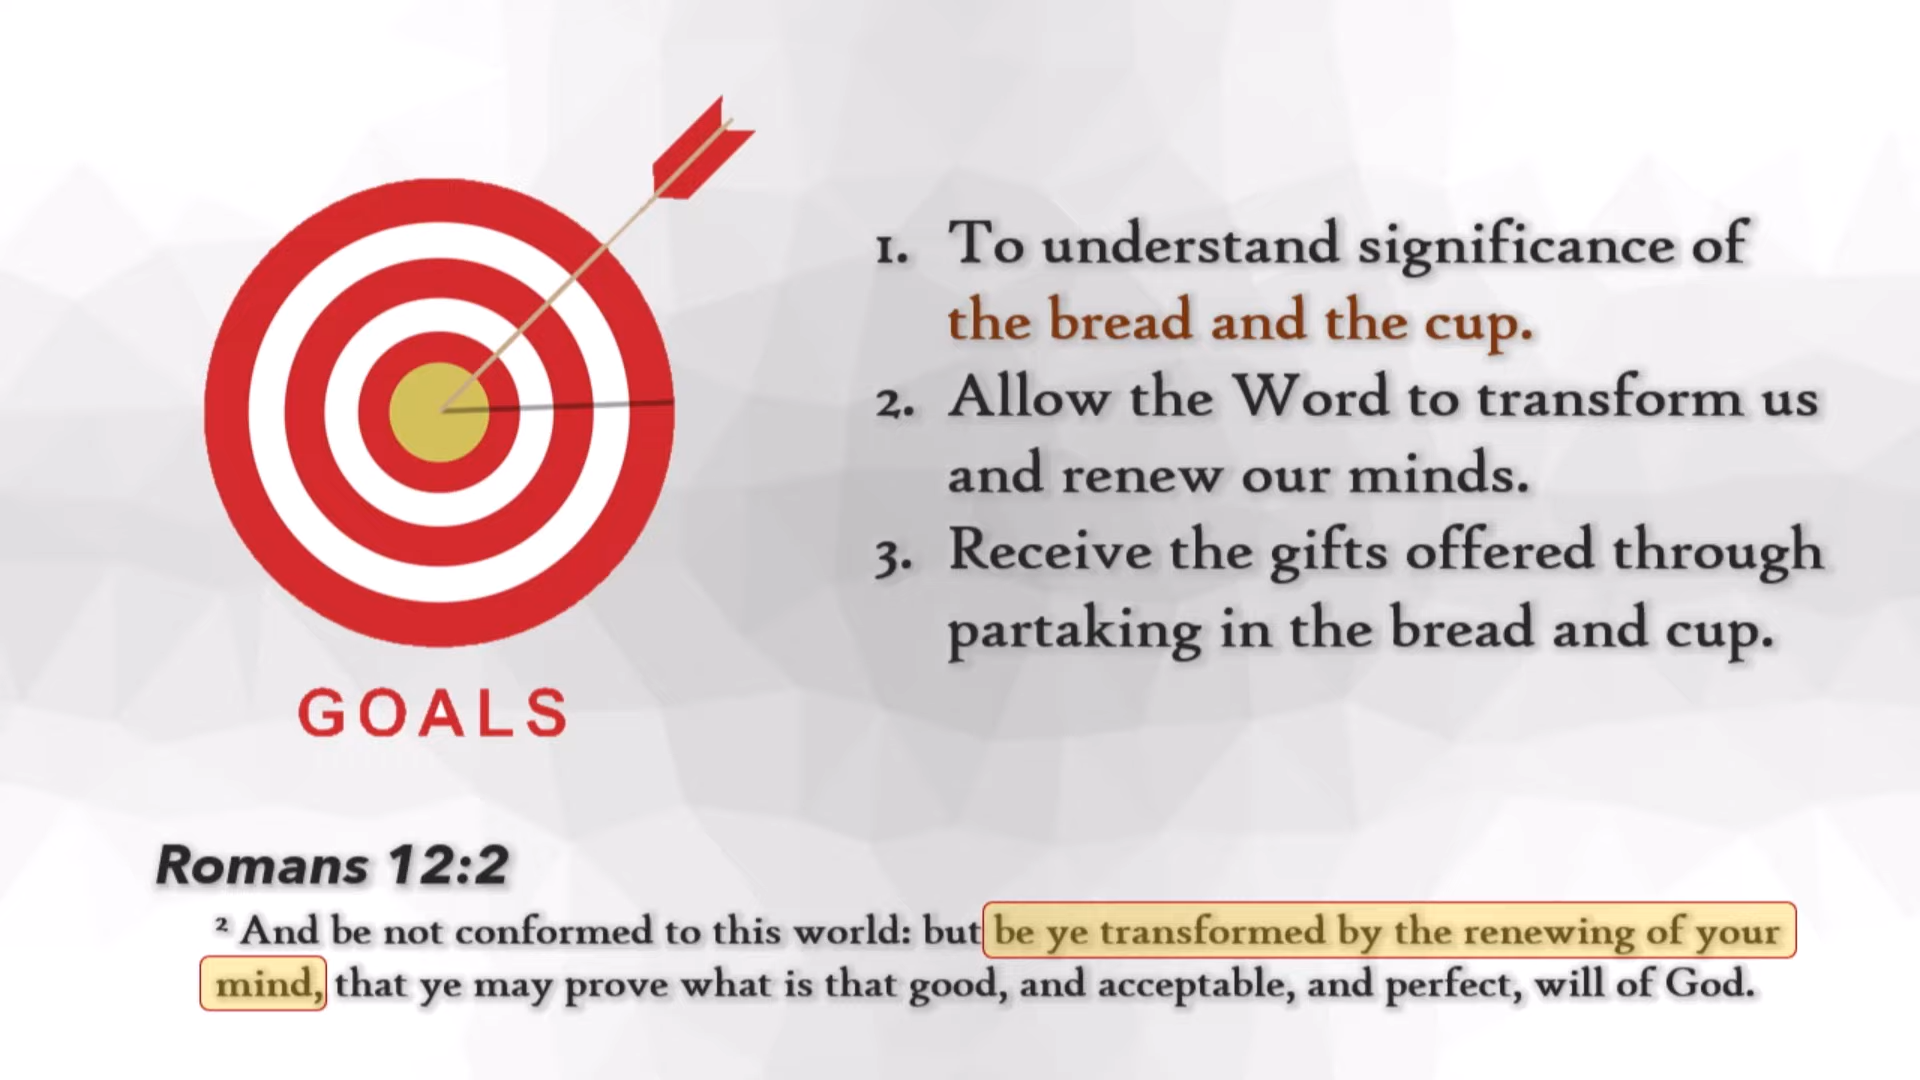 1. To understand significance of
the bread and the cup.
2. Allow the Word to transform us
and renew our minds.
3. Receive the gifts offered through
partaking in the bread and cup.
GOALS
Romans 12:2
² And be not conformed to this world: but be ye transformed by the renewing of your
mind, that ye may prove what is that good, and acceptable, and perfect, will of God.